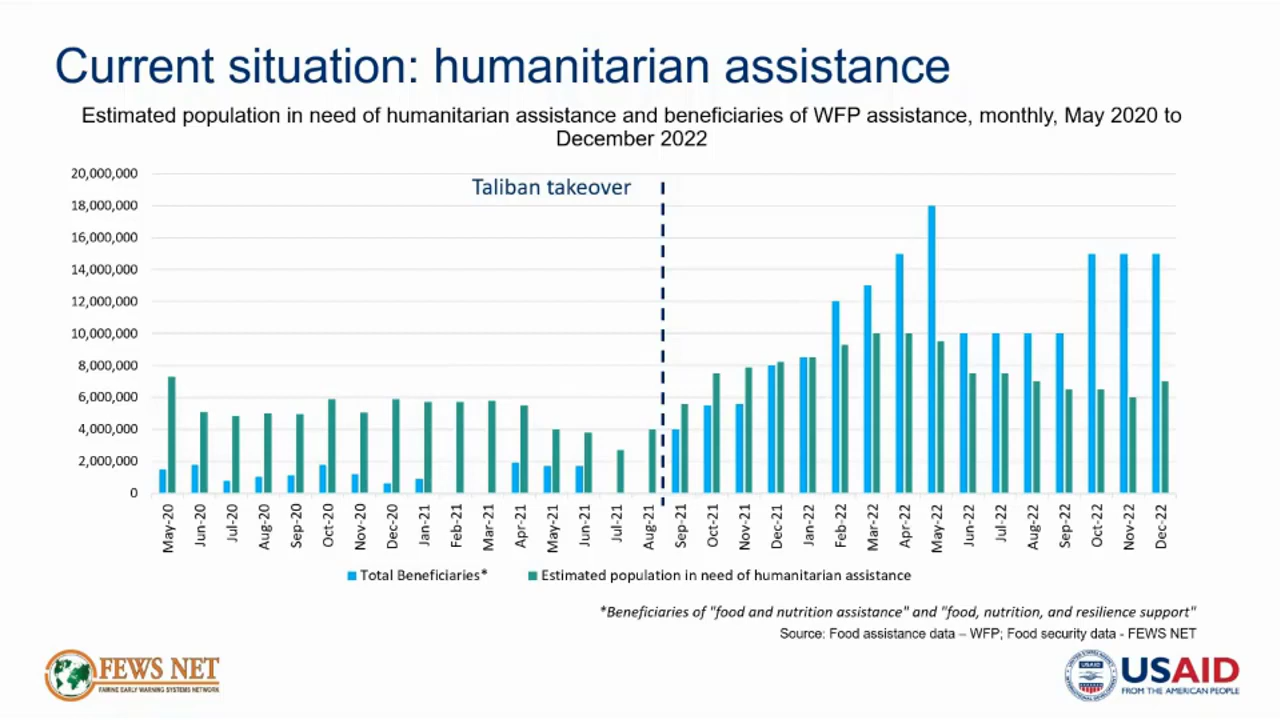 Current situation: humanitarian assistance
Estimated population in need of humanitarian assistance and beneficiaries of WFP assistance, monthly, May 2020 to
December 2022
20,000,000
18,000,000
16,000,000
14,000,000
12,000,000
10,000,000
8,000,000
6,000,000
4,000,000
2,000,000
0
Taliban takeover
May-20
Jun-20
Jul-20
Aug-20
Sep-20
Oct-20
Nov-20
Dec-20
Jan-21
Feb-21
Mar-21
Apr-21
May-21
Jun-21
Jul-21
Aug-21
Sep-21
Oct-21
Nov-21
Dec-21
Jan-22
Feb-22
Mar-22
Apr-22
May-22
Jun-22
Jul-22
Aug-22
Sep-22
Oct-22
Nov-22
Dec-22
Total Beneficiaries*
Estimated population in need of humanitarian assistance
*Beneficiaries of "food and nutrition assistance" and "food, nutrition, and resilience support"
Source: Food assistance data – WFP; Food security data - FEWS NET
FEWS NET
FAMINE EARLY WARNING SYSTEMS NETWORK
USAID
FROM THE AMERICAN PEOPLE